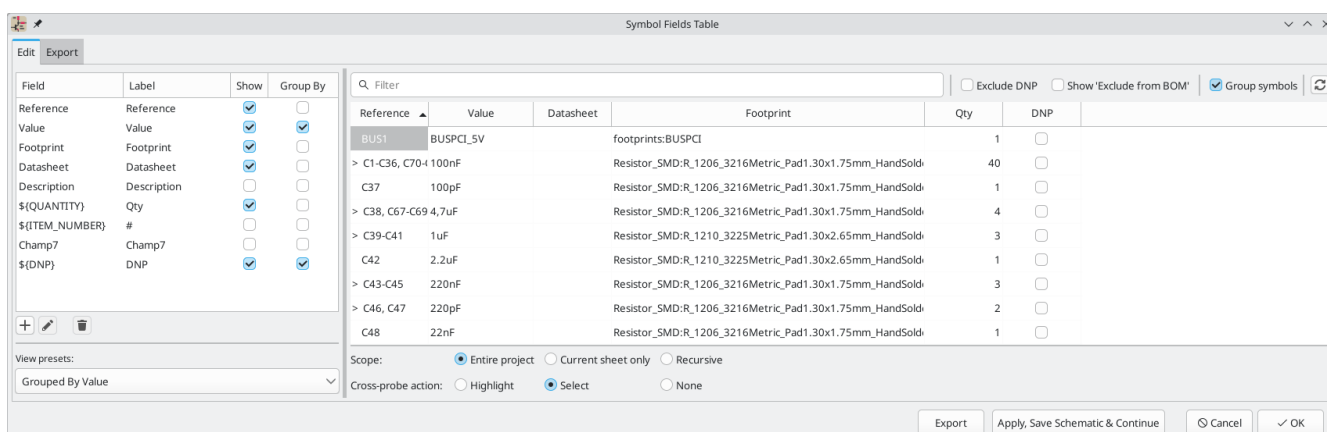 Symbol Fields Table
Edit Export
Field Label Show Group By
Reference Reference
Value Value
Footprint Footprint
Datasheet Datasheet
Description Description
${QUANTITY} Qty
${ITEM_NUMBER} #
Champ7 Champ7
${DNP} DNP
View presets:
Grouped By Value
Filter
Exclude DNP Show 'Exclude from BOM' Group symbols
Reference Value Datasheet Footprint Qty DNP
BUS1 BUSPCI_5V footprints:BUSPCI 1
> C1-C36, C70- 100nF Resistor_SMD:R_1206_3216Metric_Pad1.30x1.75mm_HandSold 40
C37 100pF Resistor_SMD:R_1206_3216Metric_Pad1.30x1.75mm_HandSold 1
> C38, C67-C69 4,7uF Resistor_SMD:R_1206_3216Metric_Pad1.30x1.75mm_HandSold 4
> C39-C41 1uF Resistor_SMD:R_1210_3225Metric_Pad1.30x2.65mm_HandSold 3
C42 2.2uF Resistor_SMD:R_1210_3225Metric_Pad1.30x2.65mm_HandSold 1
> C43-C45 220nF Resistor_SMD:R_1206_3216Metric_Pad1.30x1.75mm_HandSold 3
> C46, C47 220pF Resistor_SMD:R_1206_3216Metric_Pad1.30x1.75mm_HandSold 2
C48 22nF Resistor_SMD:R_1206_3216Metric_Pad1.30x1.75mm_HandSold 1
Scope: Entire project Current sheet only Recursive
Cross-probe action: Highlight Select None
Export Apply, Save Schematic & Continue Cancel OK